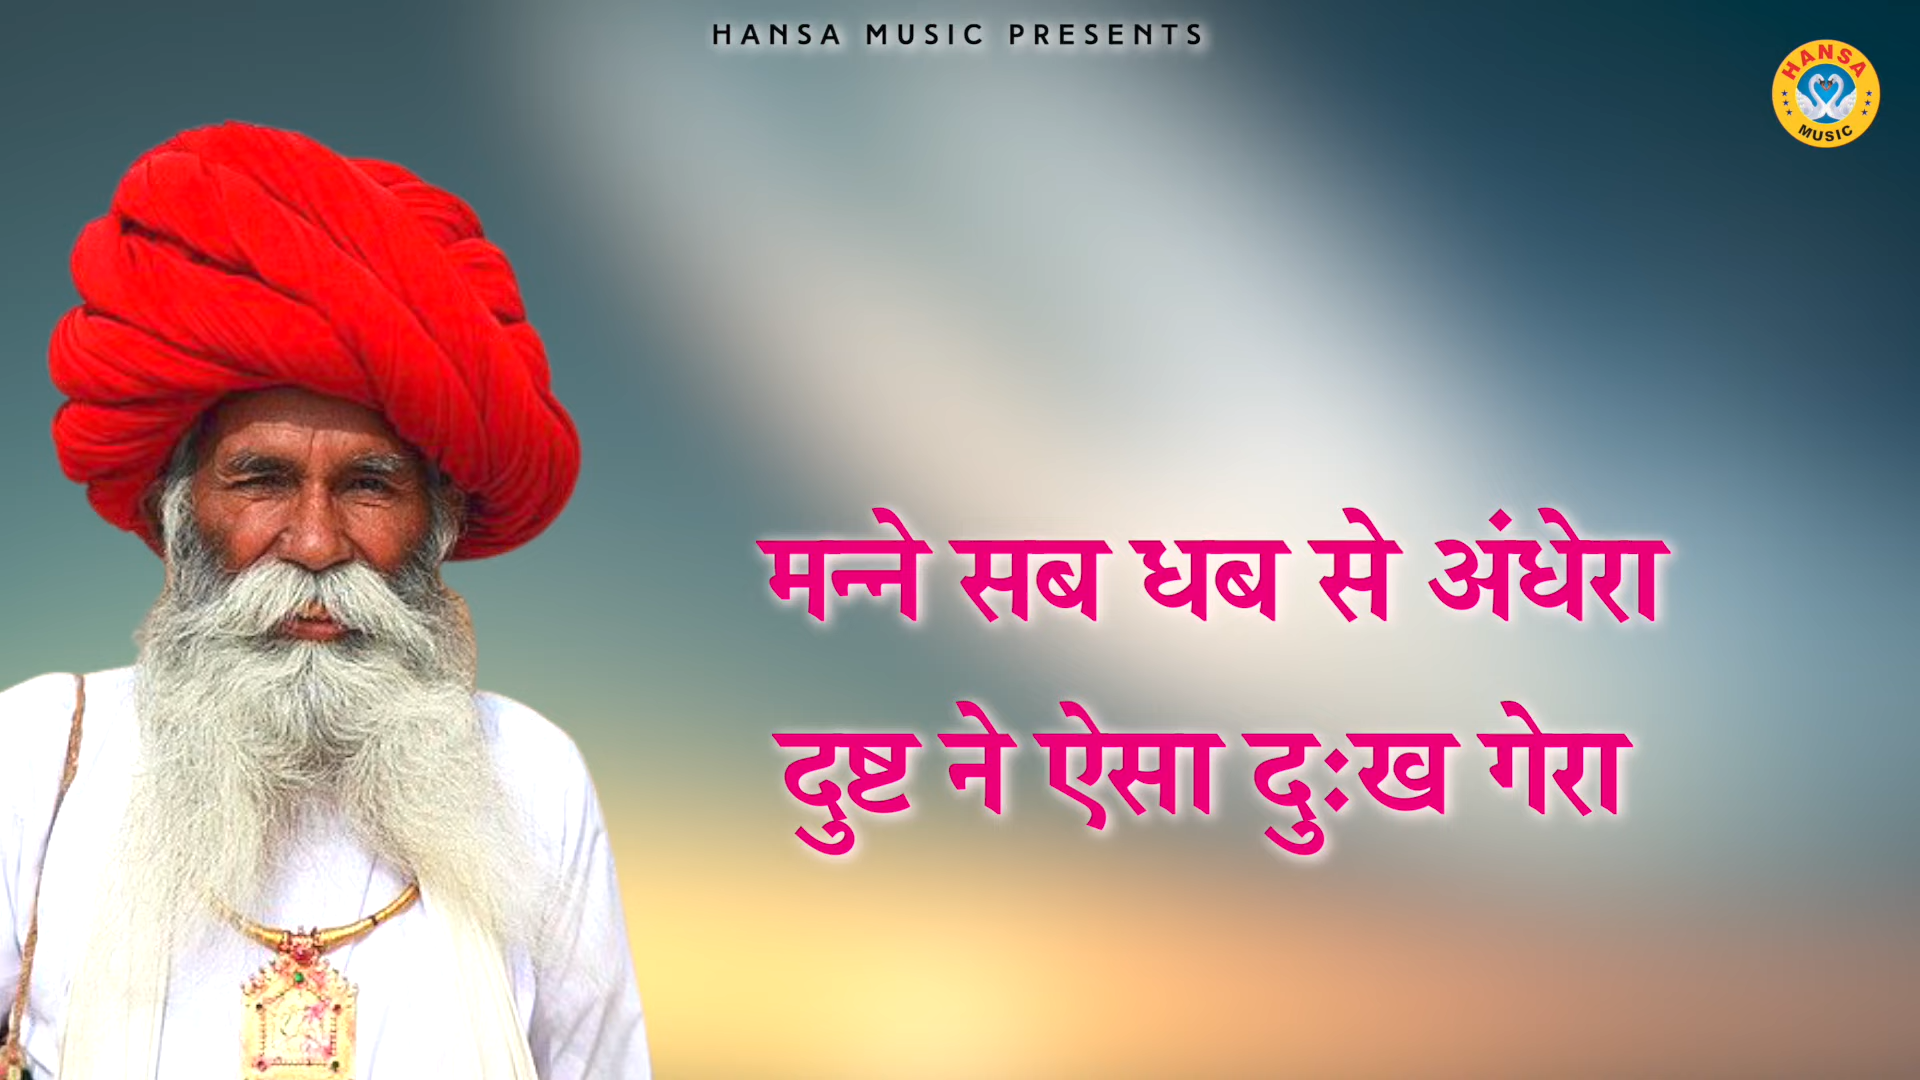 HANSA MUSIC PRESENTS
HANSA
MUSIC
मन्ने सब धब से अंधेरा
दुष्ट ने ऐसा दुःख गेरा